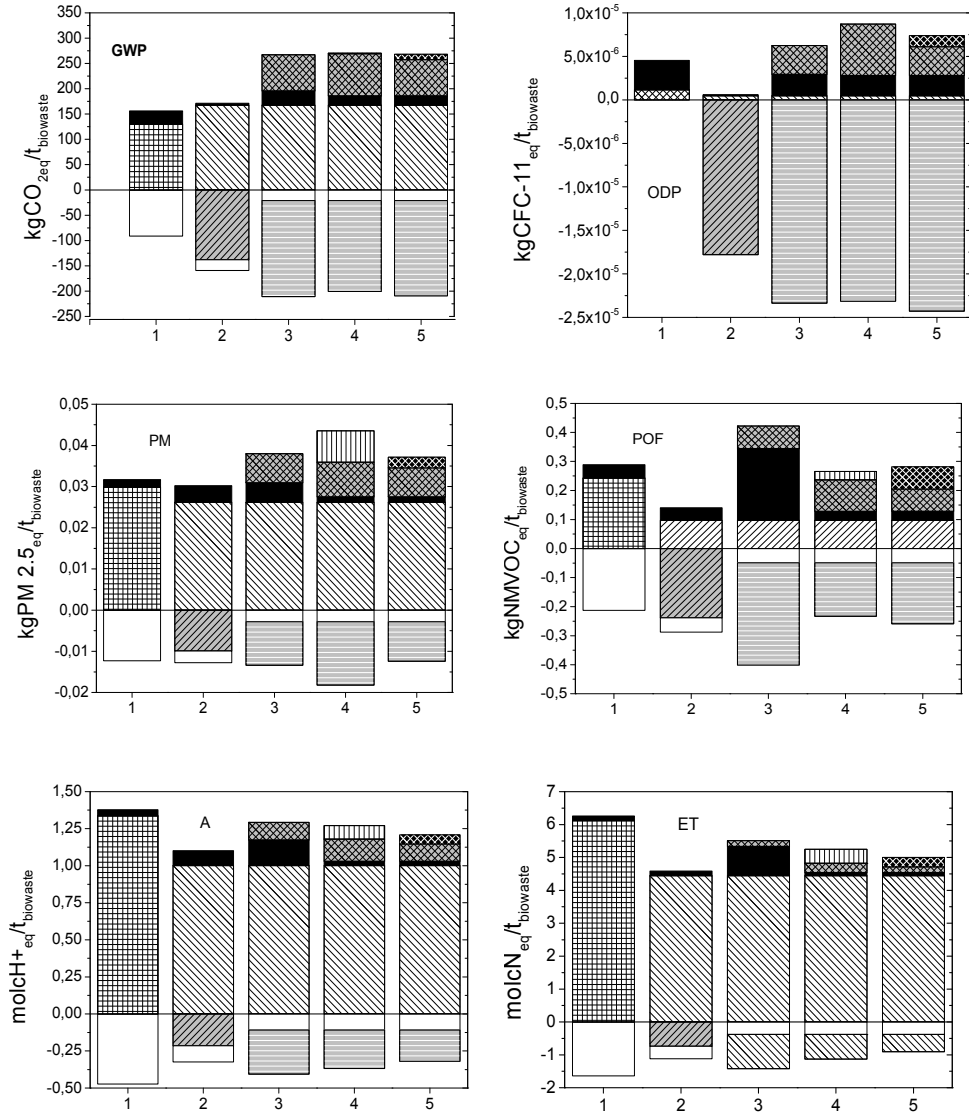 GWP
kgCO2eq/tbiowaste
350
300
250
200
150
100
50
0
-50
-100
-150
-200
-250
1 2 3 4 5
ODP
kgCFC-11eq/tbiowaste
1,0x10-5
5,0x10-6
0,0
-5,0x10-6
-1,0x10-5
-1,5x10-5
-2,0x10-5
-2,5x10-5
1 2 3 4 5
PM
kgPM 2.5eq/tbiowaste
0,05
0,04
0,03
0,02
0,01
0,00
-0,01
-0,02
1 2 3 4 5
POF
kgNMVOCeq/tbiowaste
0,5
0,4
0,3
0,2
0,1
0,0
-0,1
-0,2
-0,3
-0,4
-0,5
1 2 3 4 5
A
molcH+eq/tbiowaste
1,50
1,25
1,00
0,75
0,50
0,25
0,00
-0,25
-0,50
1 2 3 4 5
ET
molcNeq/tbiowaste
7
6
5
4
3
2
1
0
-1
-2
1 2 3 4 5